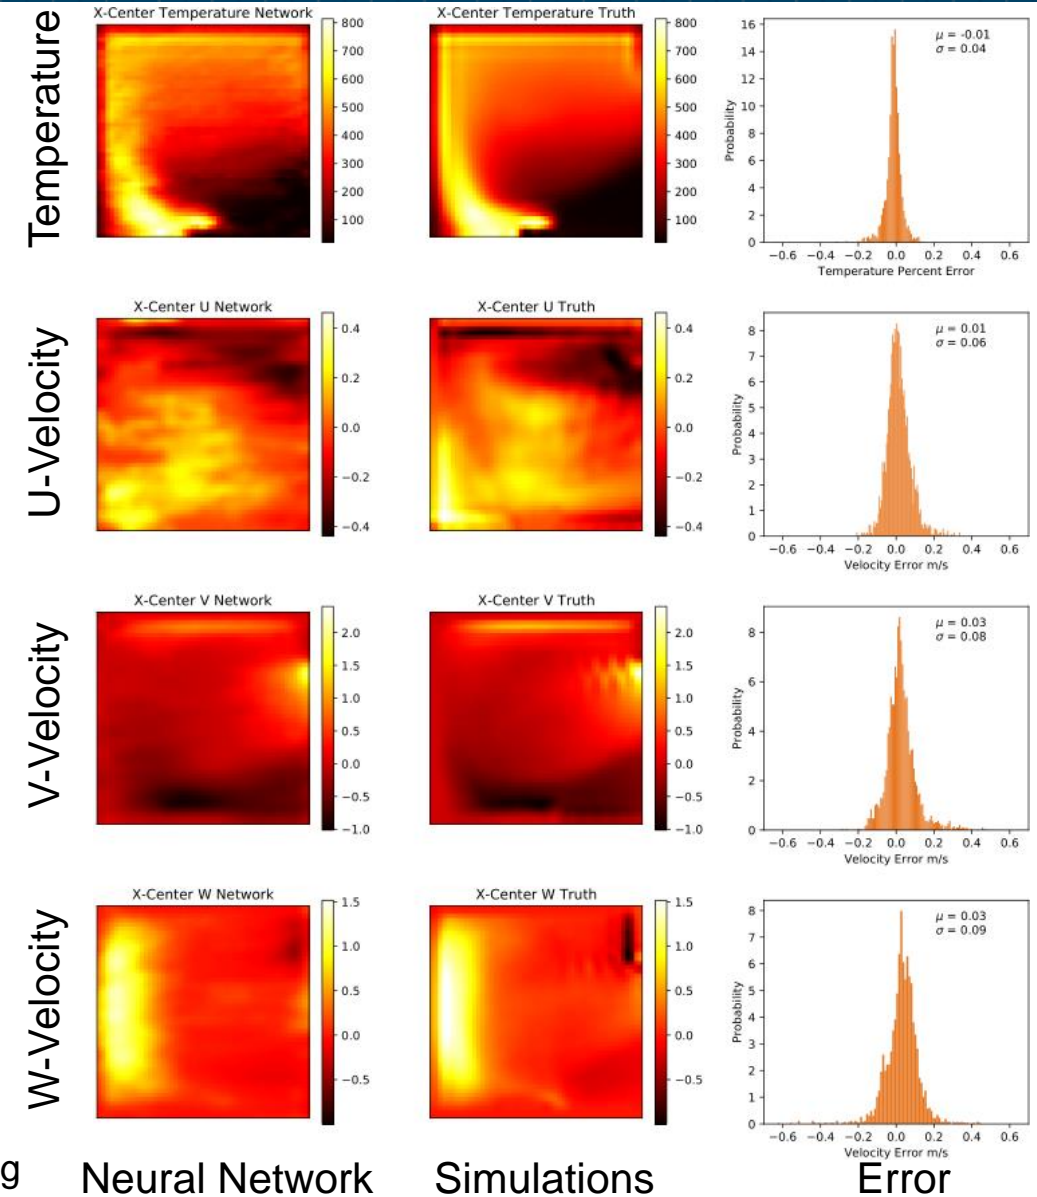 Temperature
X-Center Temperature Network
800
700
600
500
400
300
200
100
X-Center Temperature Truth
800
700
600
500
400
300
200
100
μ = -0.01
σ = 0.04
Probability
16
14
12
10
8
6
4
2
0
−0.6 −0.4 −0.2 0.0 0.2 0.4 0.6
Temperature Percent Error
U-Velocity
X-Center U Network
0.4
0.2
0.0
−0.2
−0.4
X-Center U Truth
0.4
0.2
0.0
−0.2
−0.4
μ = 0.01
σ = 0.06
Probability
8
7
6
5
4
3
2
1
0
−0.6 −0.4 −0.2 0.0 0.2 0.4 0.6
Velocity Error m/s
V-Velocity
X-Center V Network
2.0
1.5
1.0
0.5
0.0
−0.5
−1.0
X-Center V Truth
2.0
1.5
1.0
0.5
0.0
−0.5
−1.0
μ = 0.03
σ = 0.08
Probability
8
6
4
2
0
−0.6 −0.4 −0.2 0.0 0.2 0.4 0.6
Velocity Error m/s
W-Velocity
X-Center W Network
1.5
1.0
0.5
0.0
−0.5
X-Center W Truth
1.5
1.0
0.5
0.0
−0.5
μ = 0.03
σ = 0.09
Probability
8
7
6
5
4
3
2
1
0
−0.6 −0.4 −0.2 0.0 0.2 0.4 0.6
Velocity Error m/s
g
Neural Network Simulations Error